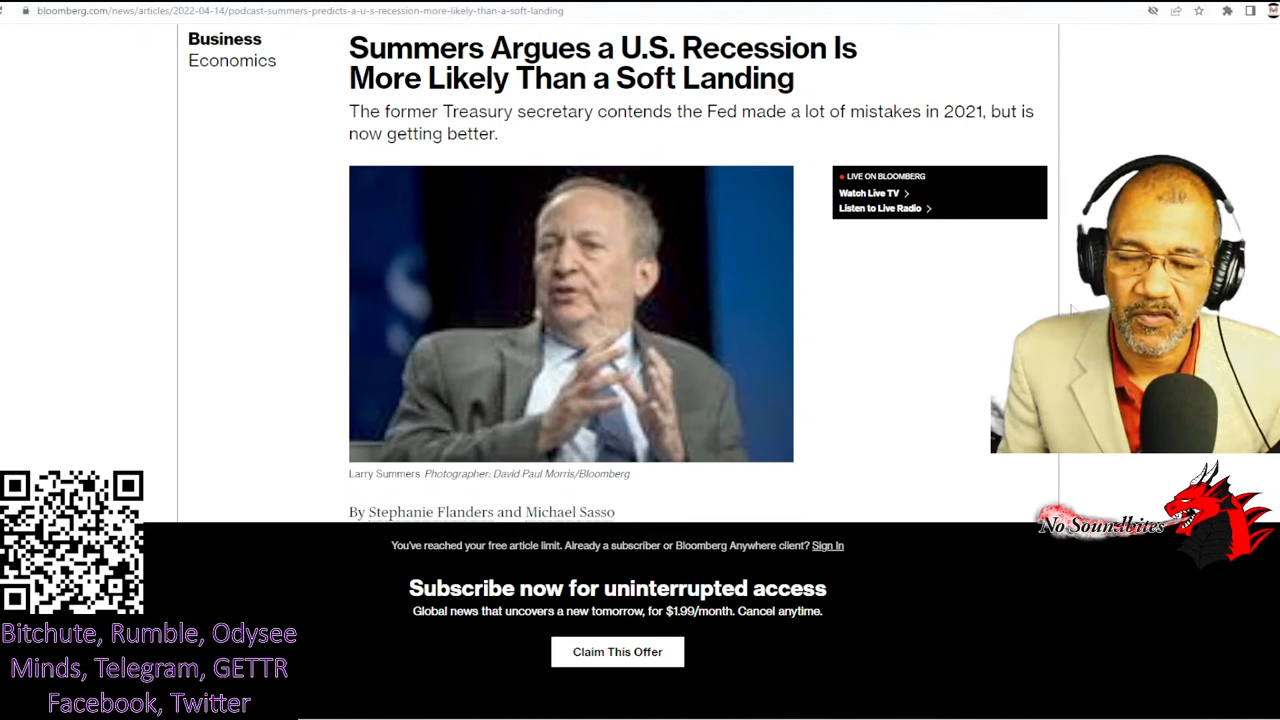 bloomberg.com/news/articles/2022-04-14/podcast-summers-predicts-a-u-s-recession-more-likely-than-a-soft-landing
Business
Economics
Summers Argues a U.S. Recession Is
More Likely Than a Soft Landing
The former Treasury secretary contends the Fed made a lot of mistakes in 2021, but is
now getting better.
LIVE ON BLOOMBERG
Watch Live TV
Listen to Live Radio
Larry Summers Photographer: David Paul Morris/Bloomberg
By Stephanie Flanders and Michael Sasso
No Soundbites
You've reached your free article limit. Already a subscriber or Bloomberg Anywhere client? Sign In
Subscribe now for uninterrupted access
Global news that uncovers a new tomorrow, for $1.99/month. Cancel anytime.
Claim This Offer
Bitchute, Rumble, Odysee
Minds, Telegram, GETTR
Facebook, Twitter